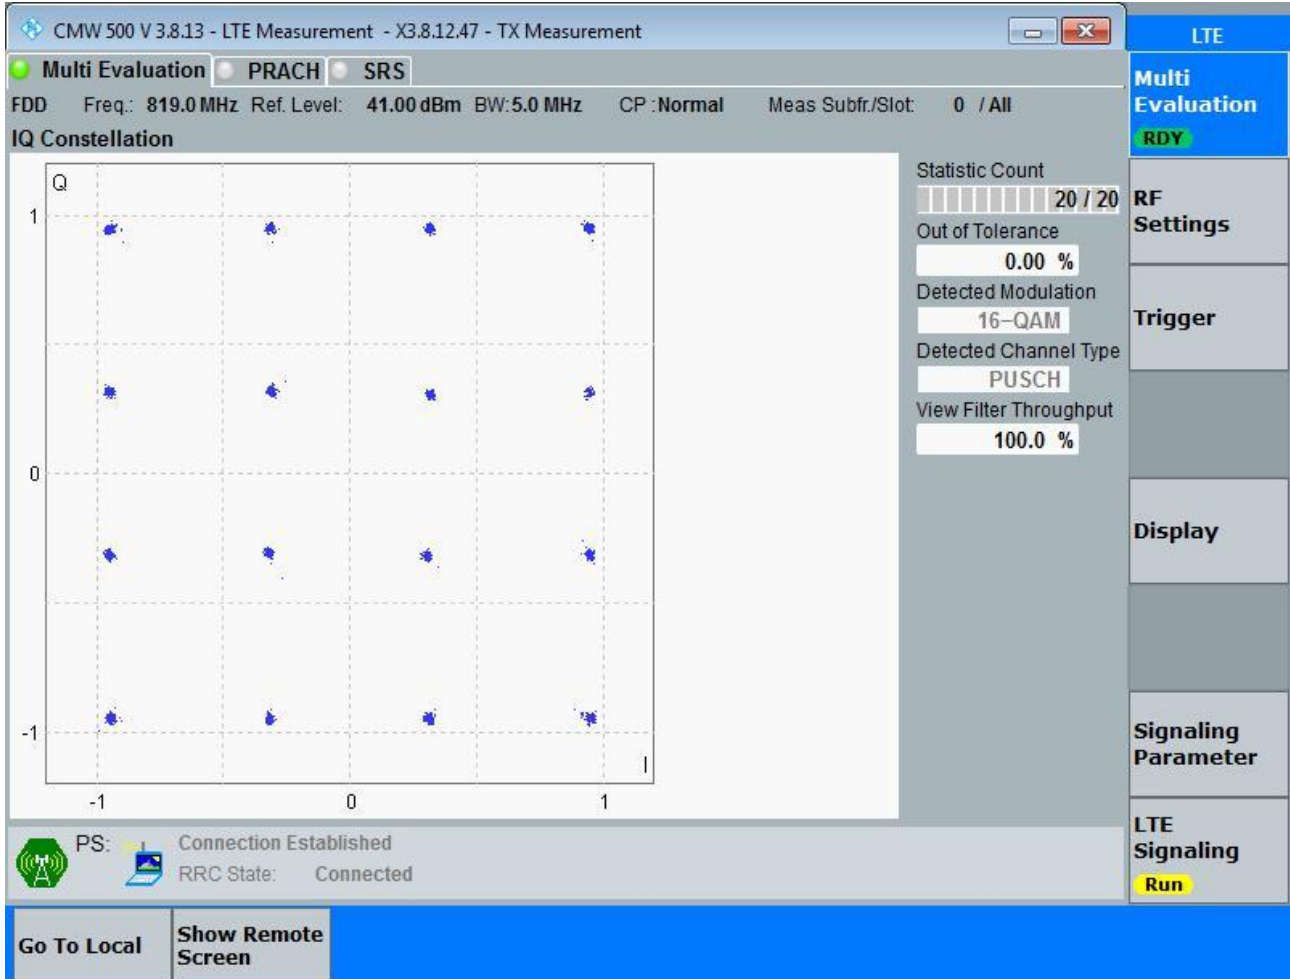 CMW 500 V 3.8.13 - LTE Measurement - X3.8.12.47 - TX Measurement
LTE
Multi Evaluation PRACH SRS
Multi
Evaluation
RDY
FDD Freq.: 819.0 MHz Ref. Level: 41.00 dBm BW: 5.0 MHz CP : Normal Meas Subfr./Slot: 0 / All
IQ Constellation
Q
1
0
-1
-1 0 1
I
Statistic Count
20 / 20
Out of Tolerance
0.00 %
Detected Modulation
16-QAM
Detected Channel Type
PUSCH
View Filter Throughput
100.0 %
RF
Settings
Trigger
Display
Signaling
Parameter
LTE
Signaling
Run
PS: Connection Established
RRC State: Connected
Go To Local
Show Remote
Screen